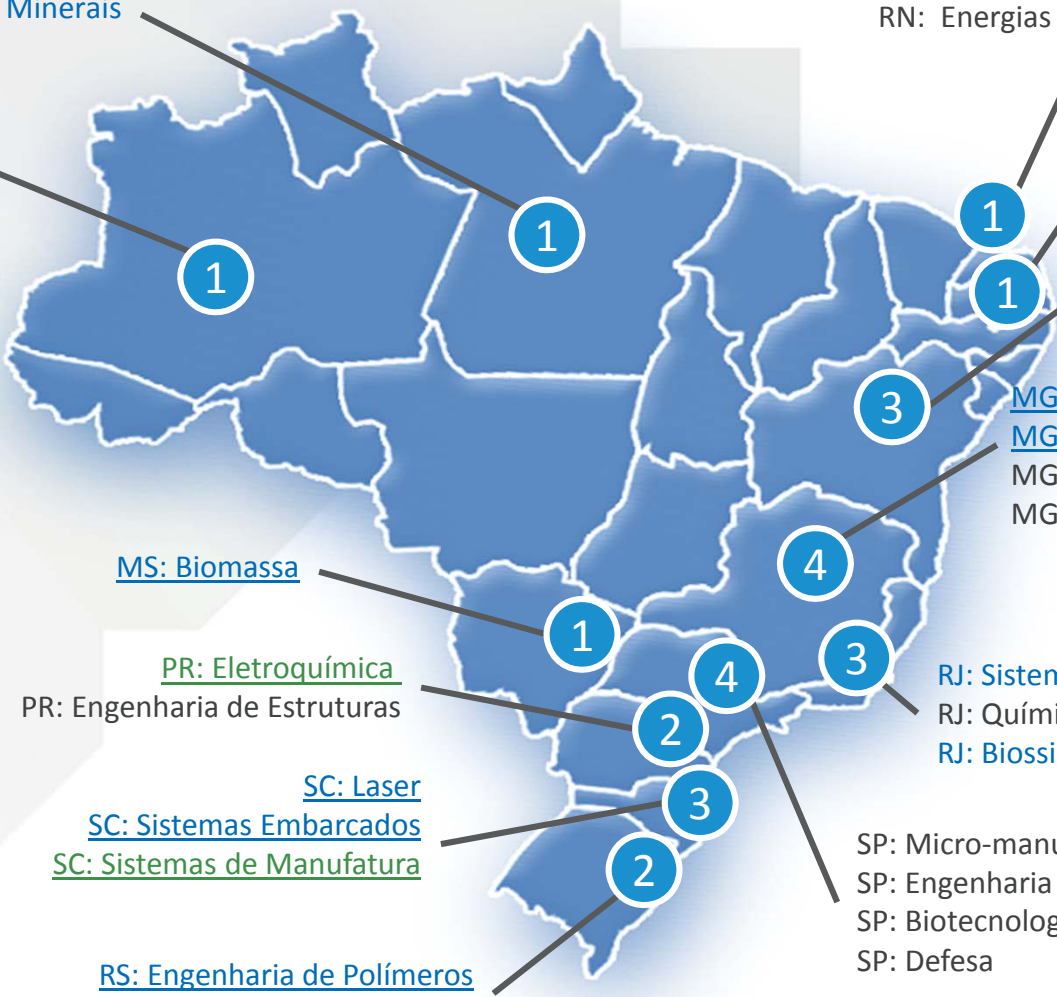 Minerais
RN: Energias
1
1
1
1
3
MG
MG
MG
MG
4
MS: Biomassa
1
PR: Eletroquímica
PR: Engenharia de Estruturas
2
4
3
RJ: Sistem
RJ: Quími
RJ: Biossi
SC: Laser
SC: Sistemas Embarcados
SC: Sistemas de Manufatura
3
2
SP: Micro-manu
SP: Engenharia
SP: Biotecnolog
SP: Defesa
RS: Engenharia de Polímeros